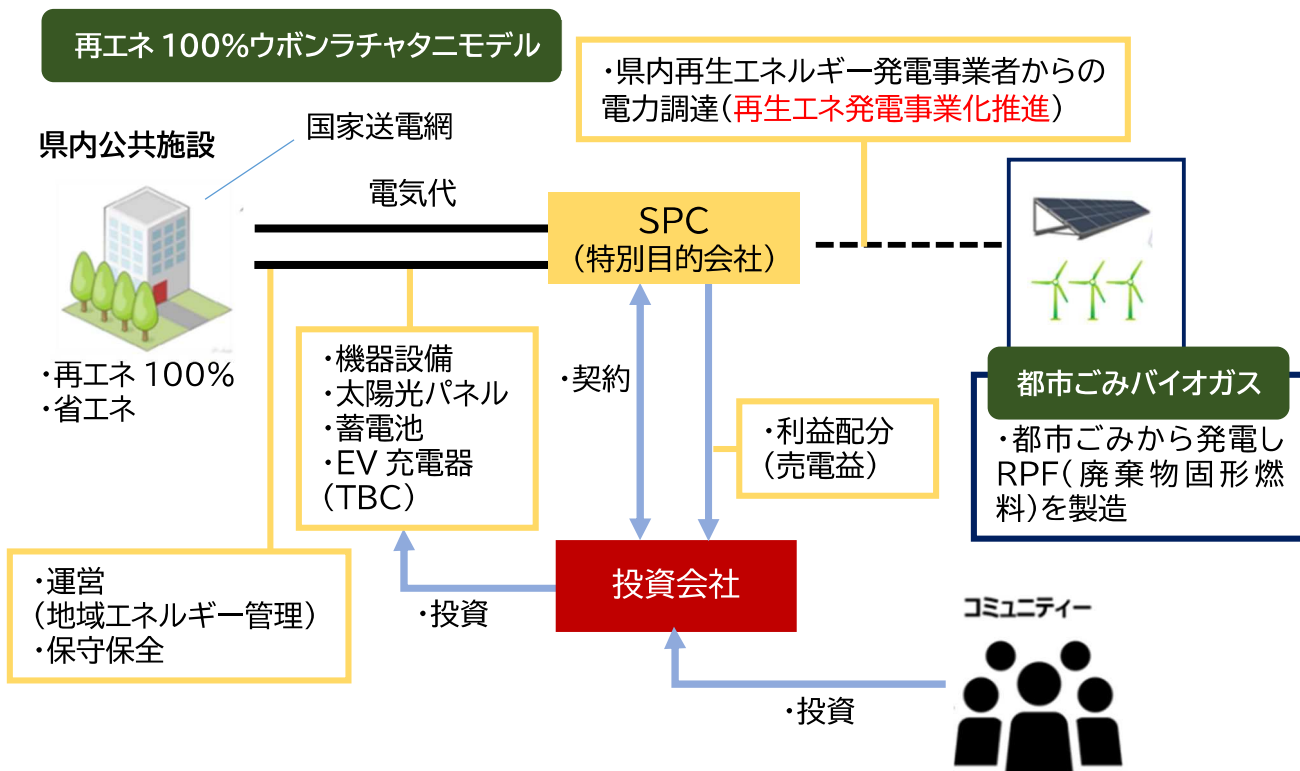 再エネ 100%ウボンラチャタニモデル
・県内再生エネルギー発電事業者からの
電力調達(再生エネ発電事業化推進)
国家送電網
県内公共施設
電気代
SPC
(特別目的会社)
・再エネ 100%
・省エネ
・機器設備
・太陽光パネル
・蓄電池
・EV 充電器
(TBC)
・契約
・利益配分
(売電益)
都市ごみバイオガス
・都市ごみから発電し
RPF(廃棄物固形燃
料)を製造
・運営
(地域エネルギー管理)
・保守保全
・投資
投資会社
コミュニティー
・投資